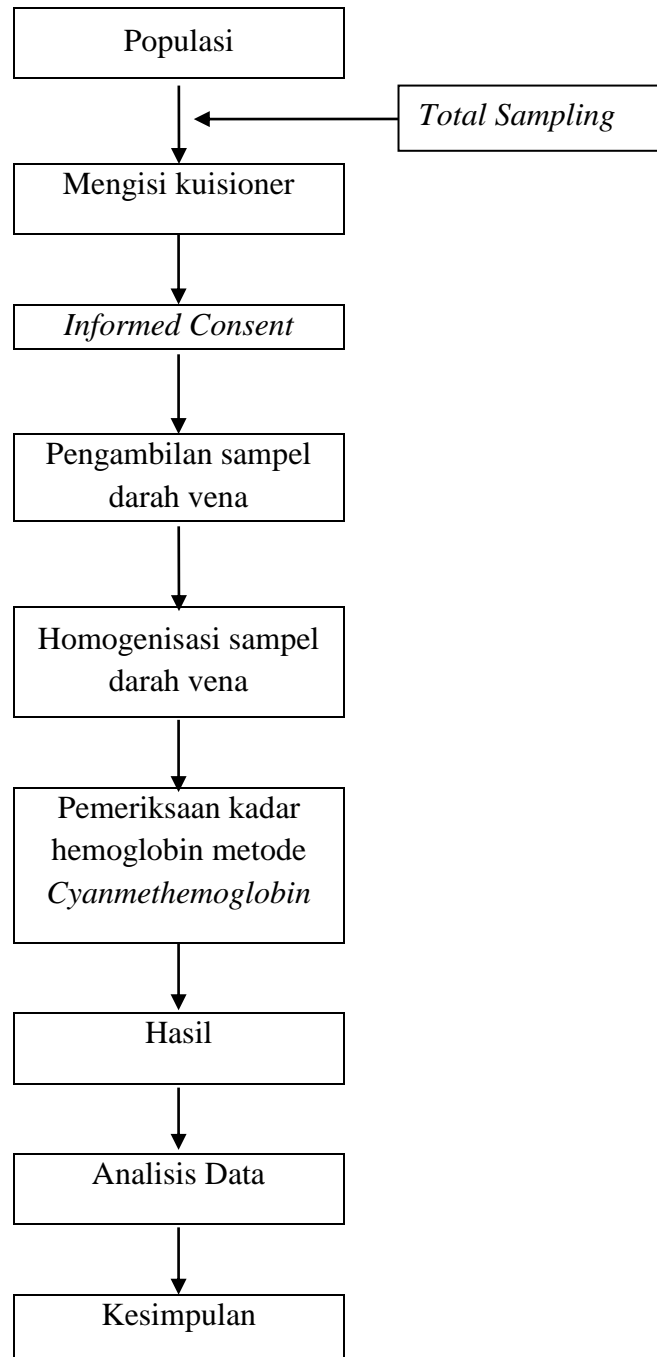 Populasi
Total Sampling
Mengisi kuisioner
Informed Consent
Pengambilan sampel
darah vena
Homogenisasi sampel
darah vena
Pemeriksaan kadar
hemoglobin metode
Cyanmethemoglobin
Hasil
Analisis Data
Kesimpulan